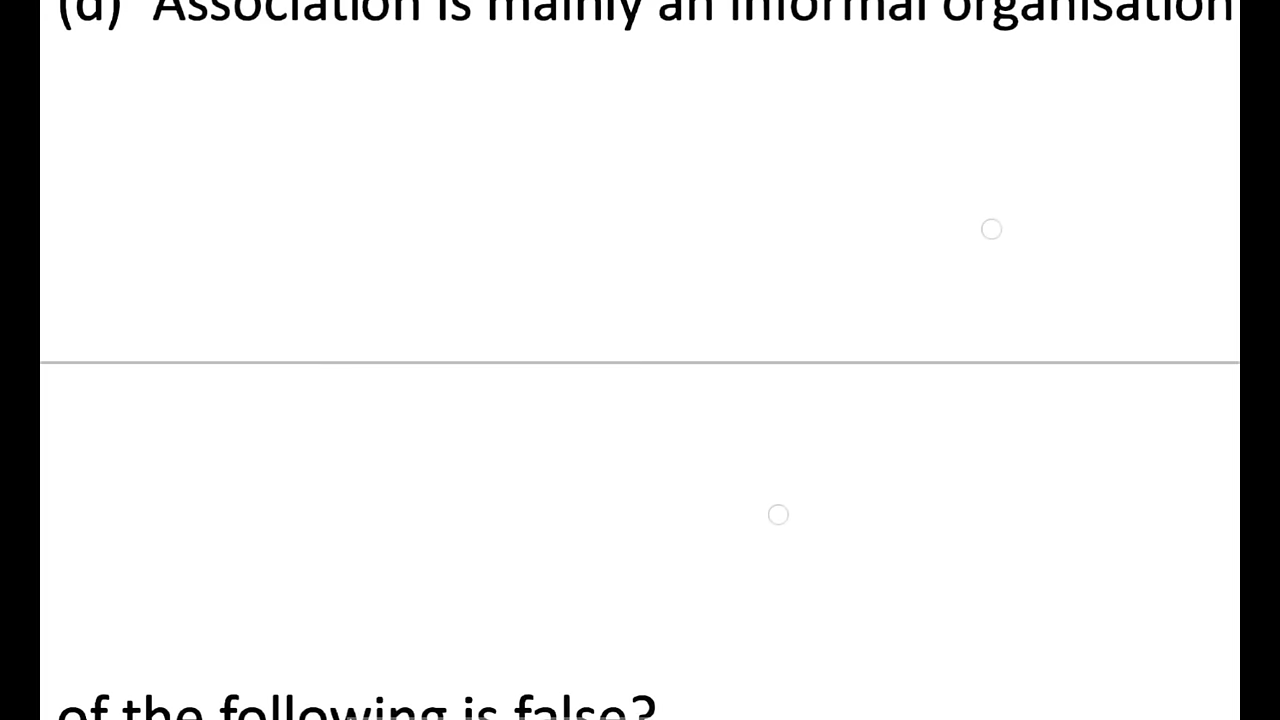 (d) Association is mainly an informal organisation
of the following is false?